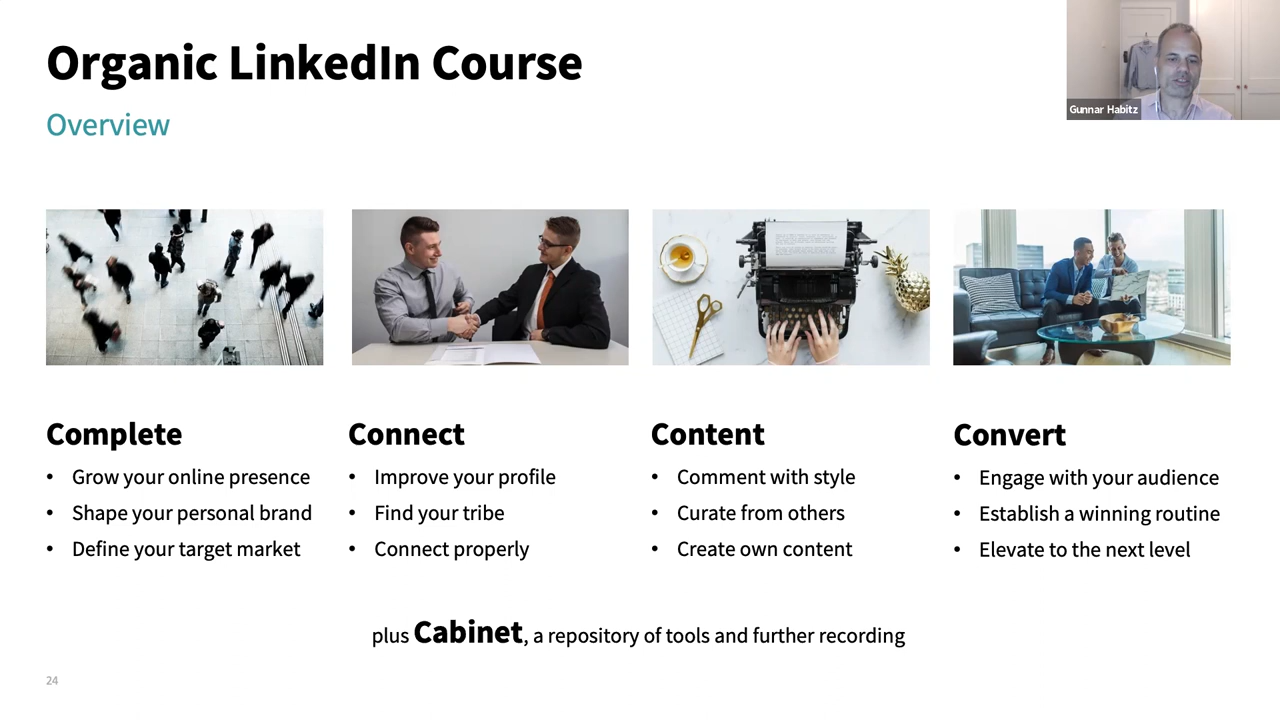 Organic LinkedIn Course
Overview
Gunnar Habitz
Complete
• Grow your online presence
• Shape your personal brand
• Define your target market
Connect
• Improve your profile
• Find your tribe
• Connect properly
Content
• Comment with style
• Curate from others
• Create own content
Convert
• Engage with your audience
• Establish a winning routine
• Elevate to the next level
plus Cabinet, a repository of tools and further recording
24